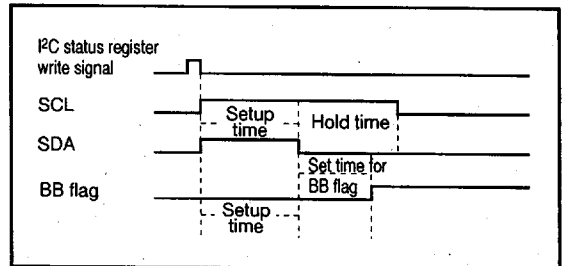 I²C status register
write signal
SCL
Setup
time
Hold time
SDA
Set time for
BB flag
BB flag
Setup
time